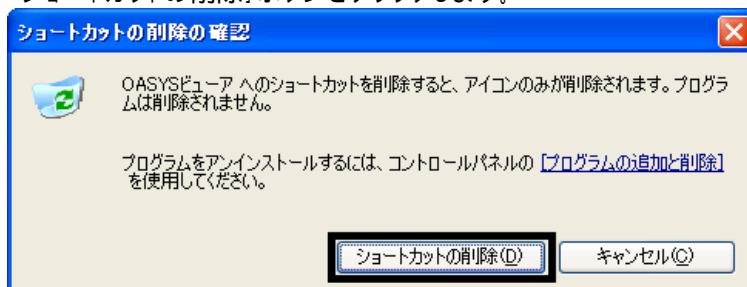 ショートカットの削除の確認
OASYSビューア へのショートカットを削除すると、アイコンのみが削除されます。プログラ
ムは削除されません。
プログラムをアンインストールするには、コントロールパネルの [プログラムの追加と削除]
を使用してください。
ショートカットの削除(D)
キャンセル(C)